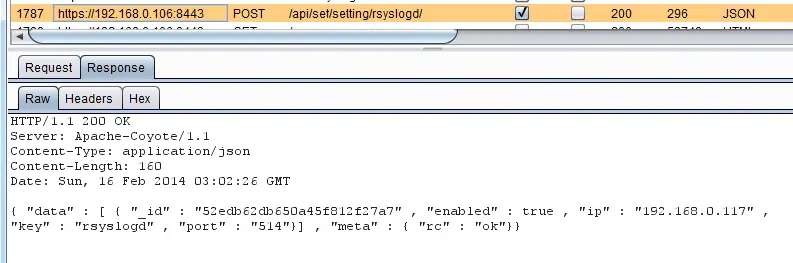 1787 https://192.168.0.106:8443 POST /api/set/setting/rsyslogd/ 200 296 JSON
Request Response
Raw Headers Hex
HTTP/1.1 200 OK
Server: Apache-Coyote/1.1
Content-Type: application/json
Content-Length: 160
Date: Sun, 16 Feb 2014 03:02:26 GMT
{ "data" : [ { "_id" : "52edb62db650a45f812f27a7" , "enabled" : true , "ip" : "192.168.0.117" ,
"key" : "rsyslogd" , "port" : "514"}] , "meta" : { "rc" : "ok"}}